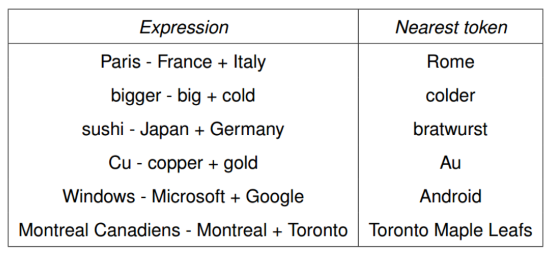 Expression Nearest token
Paris - France + Italy Rome
bigger - big + cold colder
sushi - Japan + Germany bratwurst
Cu - copper + gold Au
Windows - Microsoft + Google Android
Montreal Canadiens - Montreal + Toronto Toronto Maple Leafs